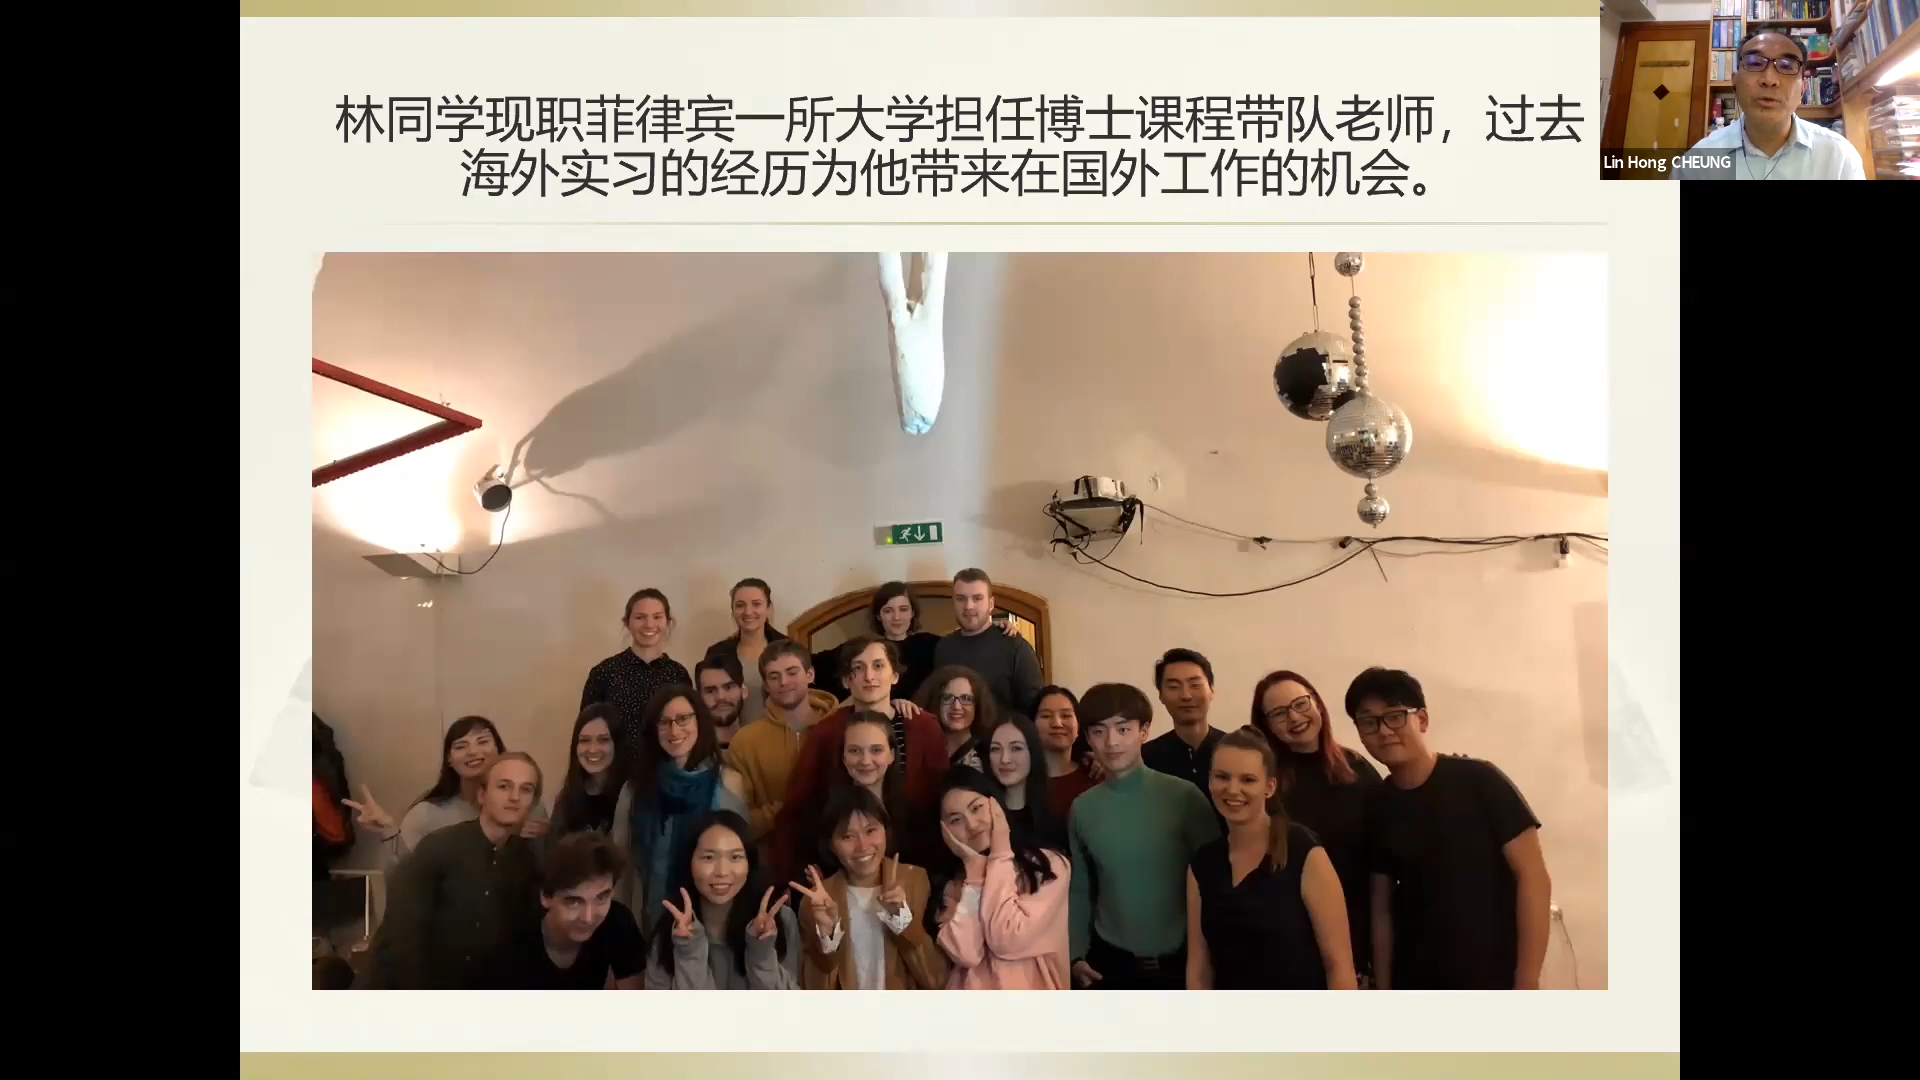 林同学现职菲律宾一所大学担任博士课程带队老师，过去
海外实习的经历为他带来在国外工作的机会。
Lin Hong CHEUNG